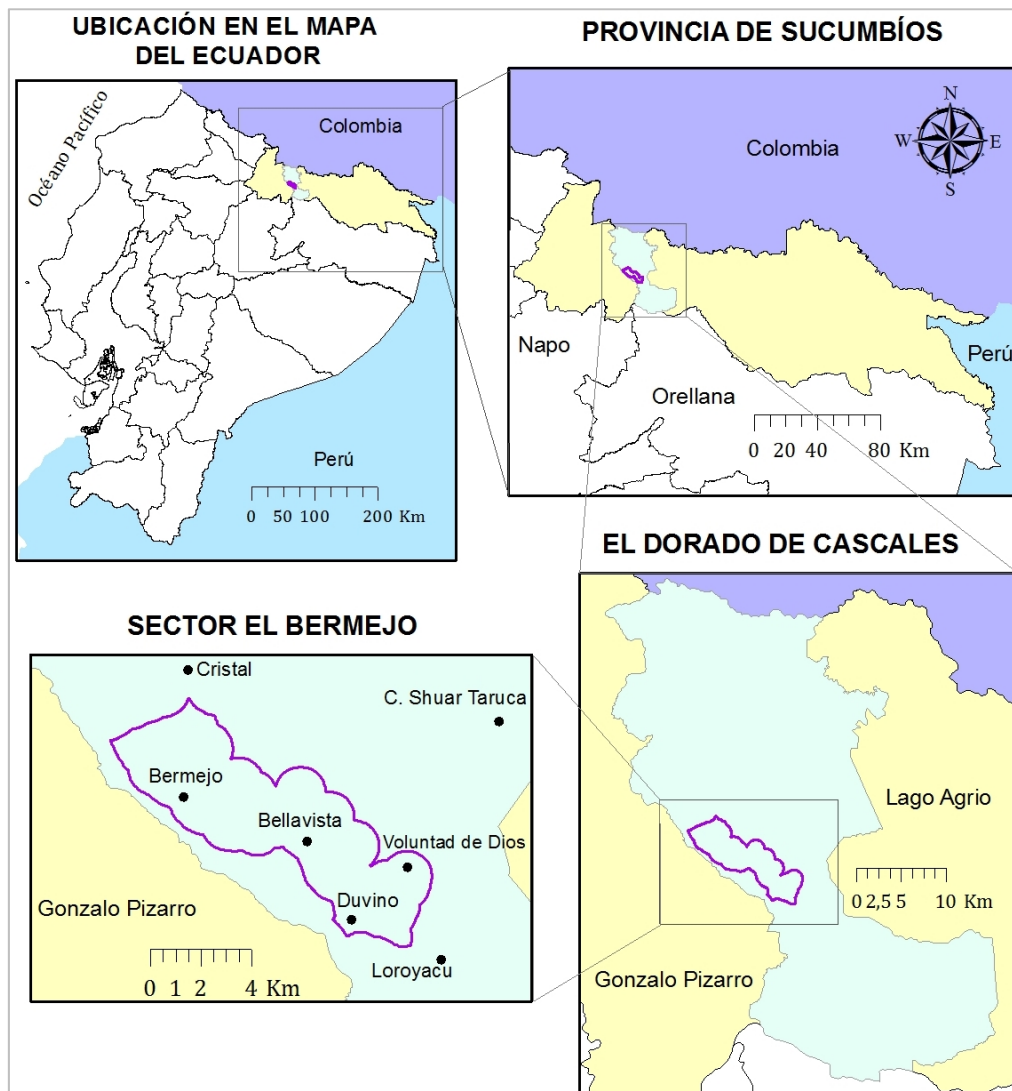 UBICACIÓN EN EL MAPA
DEL ECUADOR
Océano Pacífico
Colombia
Perú
0 50 100 200 Km
PROVINCIA DE SUCUMBÍOS
Colombia
N
W E
S
Napo
Perú
Orellana
0 20 40 80 Km
SECTOR EL BERMEJO
Cristal
C. Shuar Taruca
Bermejo
Bellavista
Voluntad de Dios
Duvino
Gonzalo Pizarro
Loroyacu
0 1 2 4 Km
EL DORADO DE CASCALES
Lago Agrio
0 2,5 5 10 Km
Gonzalo Pizarro